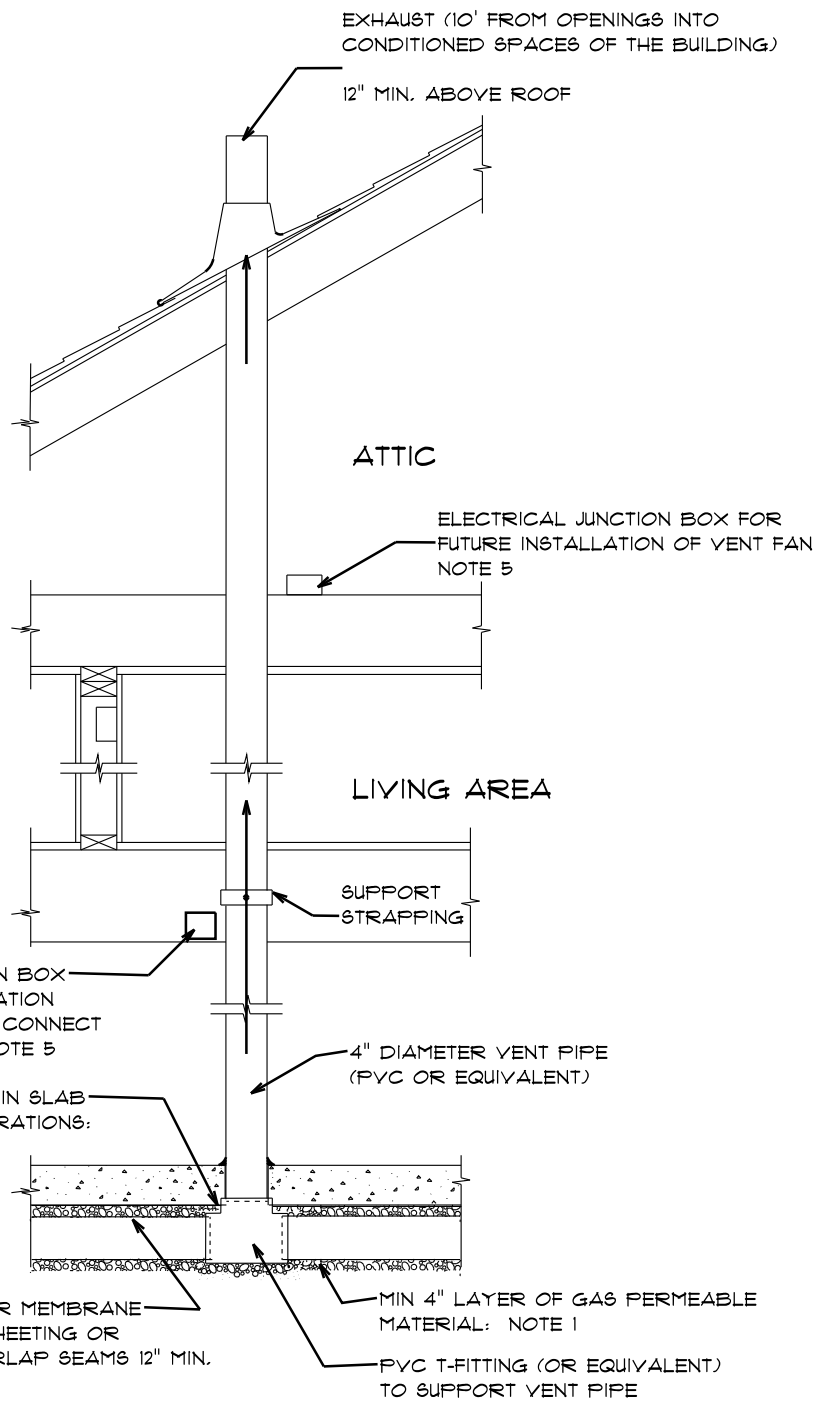 EXHAUST (10' FROM OPENINGS INTO
CONDITIONED SPACES OF THE BUILDING)
12" MIN. ABOVE ROOF
ATTIC
ELECTRICAL JUNCTION BOX FOR
FUTURE INSTALLATION OF VENT FAN
NOTE 5
LIVING AREA
SUPPORT
STRAPPING
N BOX
ATION
CONNECT
OTE 5
4" DIAMETER VENT PIPE
(PVC OR EQUIVALENT)
IN SLAB
RATIONS:
MIN 4" LAYER OF GAS PERMEABLE
MATERIAL: NOTE 1
R MEMBRANE
HEETING OR
RLAP SEAMS 12" MIN.
PVC T-FITTING (OR EQUIVALENT)
TO SUPPORT VENT PIPE